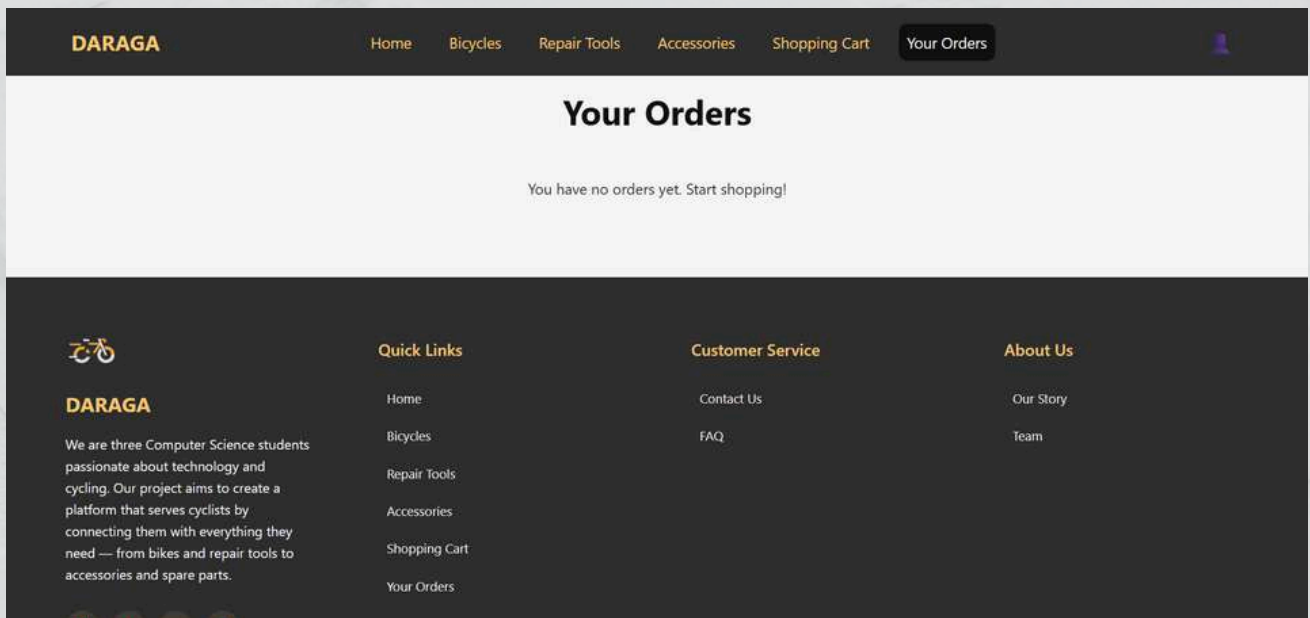 DARAGA
Home
Bicycles
Repair Tools
Accessories
Shopping Cart
Your Orders
Your Orders
You have no orders yet. Start shopping!
DARAGA
We are three Computer Science students
passionate about technology and
cycling. Our project aims to create a
platform that serves cyclists by
connecting them with everything they
need — from bikes and repair tools to
accessories and spare parts.
Quick Links
Home
Bicycles
Repair Tools
Accessories
Shopping Cart
Your Orders
Customer Service
Contact Us
FAQ
About Us
Our Story
Team